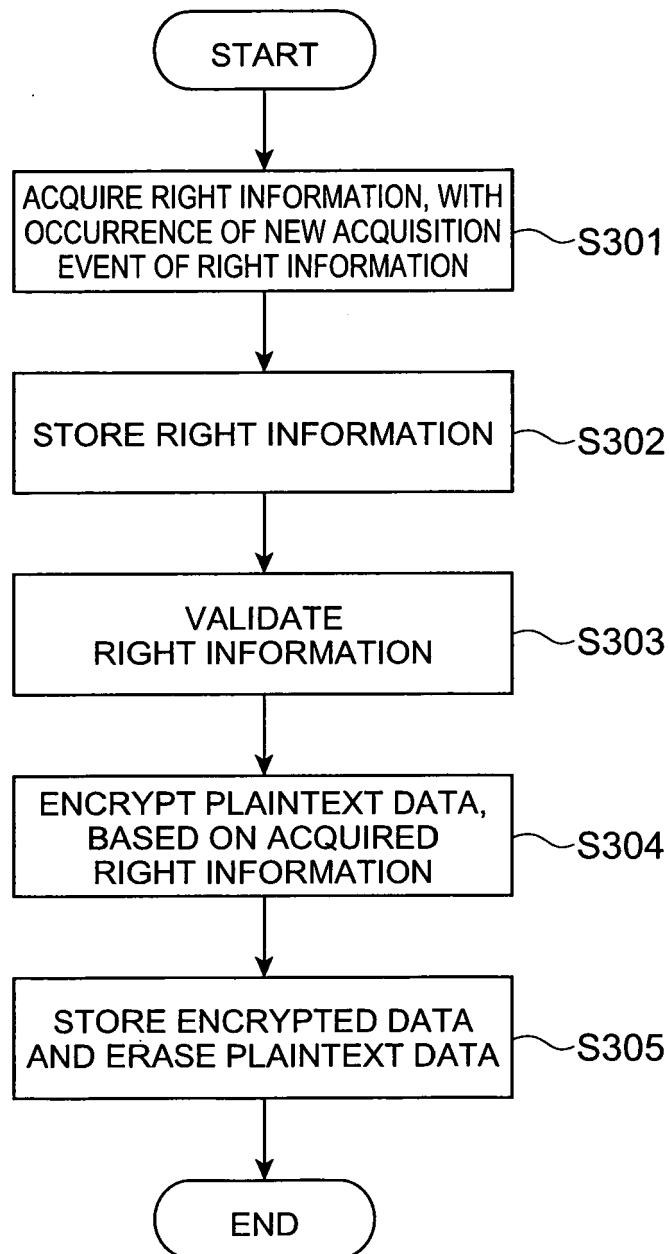 START
ACQUIRE RIGHT INFORMATION, WITH
OCCURRENCE OF NEW ACQUISITION
EVENT OF RIGHT INFORMATION
S301
STORE RIGHT INFORMATION
S302
VALIDATE
RIGHT INFORMATION
S303
ENCRYPT PLAINTEXT DATA,
BASED ON ACQUIRED
RIGHT INFORMATION
S304
STORE ENCRYPTED DATA
AND ERASE PLAINTEXT DATA
S305
END